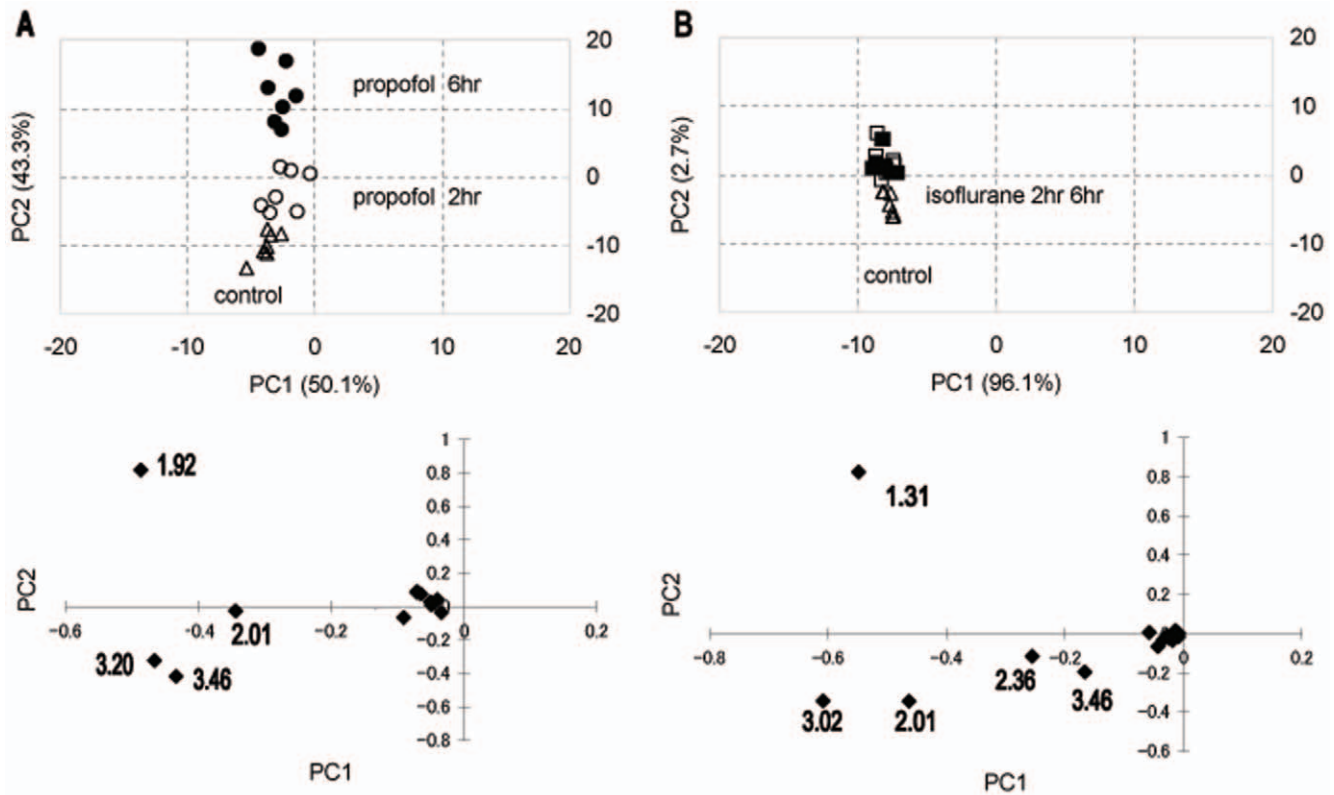 A
20
propofol 6hr
10
PC2 (43.3%)
0
propofol 2hr
-10
control
-20
-20 -10 0 10 20
PC1 (50.1%)
B
20
10
PC2 (2.7%)
0
isoflurane 2hr 6hr
-10
control
-20
-20 -10 0 10 20
PC1 (96.1%)
1
1.92
0.8
0.6
0.4
PC2
0.2
−0.6 −0.4 −0.2 0 0.2
2.01
−0.2
3.20
3.46
−0.4
−0.6
−0.8
PC1
1
1.31
0.8
0.6
0.4
PC2
0.2
−0.8 −0.6 −0.4 −0.2 0 0.2
2.36
−0.2
3.46
3.02
2.01
−0.4
−0.6
PC1